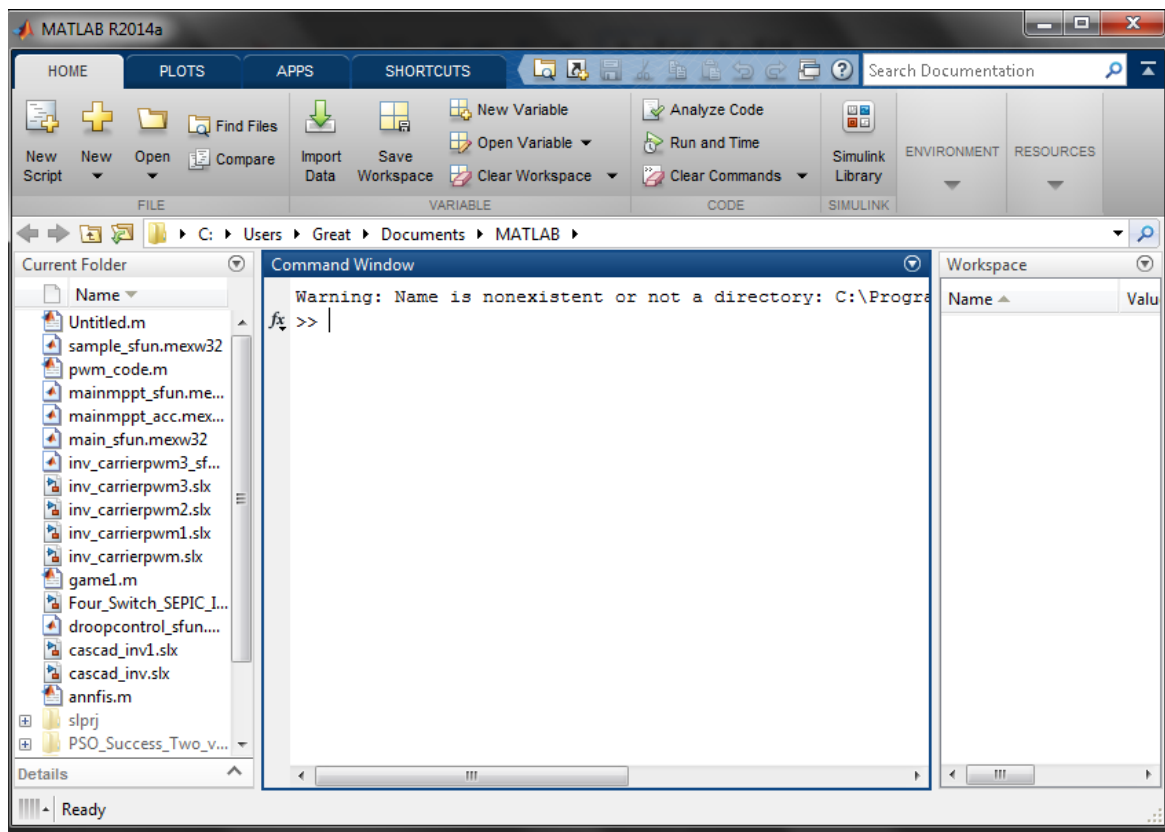 MATLAB R2014a
HOME PLOTS APPS SHORTCUTS Search Documentation
New Script
New
Open
Find Files
Compare
Import Data
Save Workspace
New Variable
Open Variable
Clear Workspace
Analyze Code
Run and Time
Clear Commands
Simulink Library
ENVIRONMENT
RESOURCES
FILE VARIABLE CODE SIMULINK
C: Users Great Documents MATLAB
Current Folder
Name
Untitled.m
sample_sfun.mexw32
pwm_code.m
mainmppt_sfun.me...
mainmppt_acc.mex...
main_sfun.mexw32
inv_carrierpwm3_sf...
inv_carrierpwm3.slx
inv_carrierpwm2.slx
inv_carrierpwm1.slx
inv_carrierpwm.slx
game1.m
Four_Switch_SEPIC_I...
droopcontrol_sfun....
cascad_inv1.slx
cascad_inv.slx
annfis.m
slprj
PSO_Success_Two_v...
Details
Command Window
Warning: Name is nonexistent or not a directory: C:\Progra
fx >>
Workspace
Name Valu
Ready